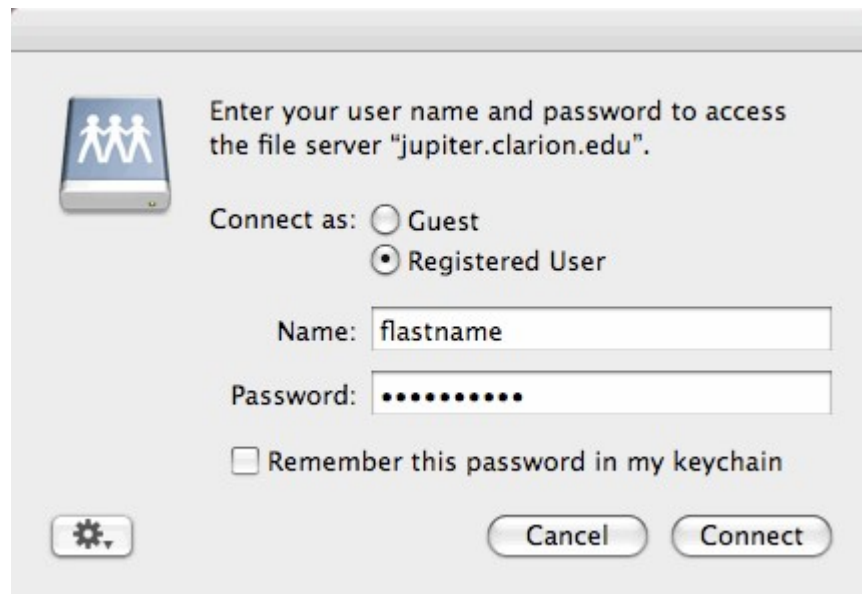 Enter your user name and password to access
the file server “jupiter.clarion.edu”.
Connect as: Guest
Registered User
Name: flastname
Password: ••••••••••
Remember this password in my keychain
Cancel Connect